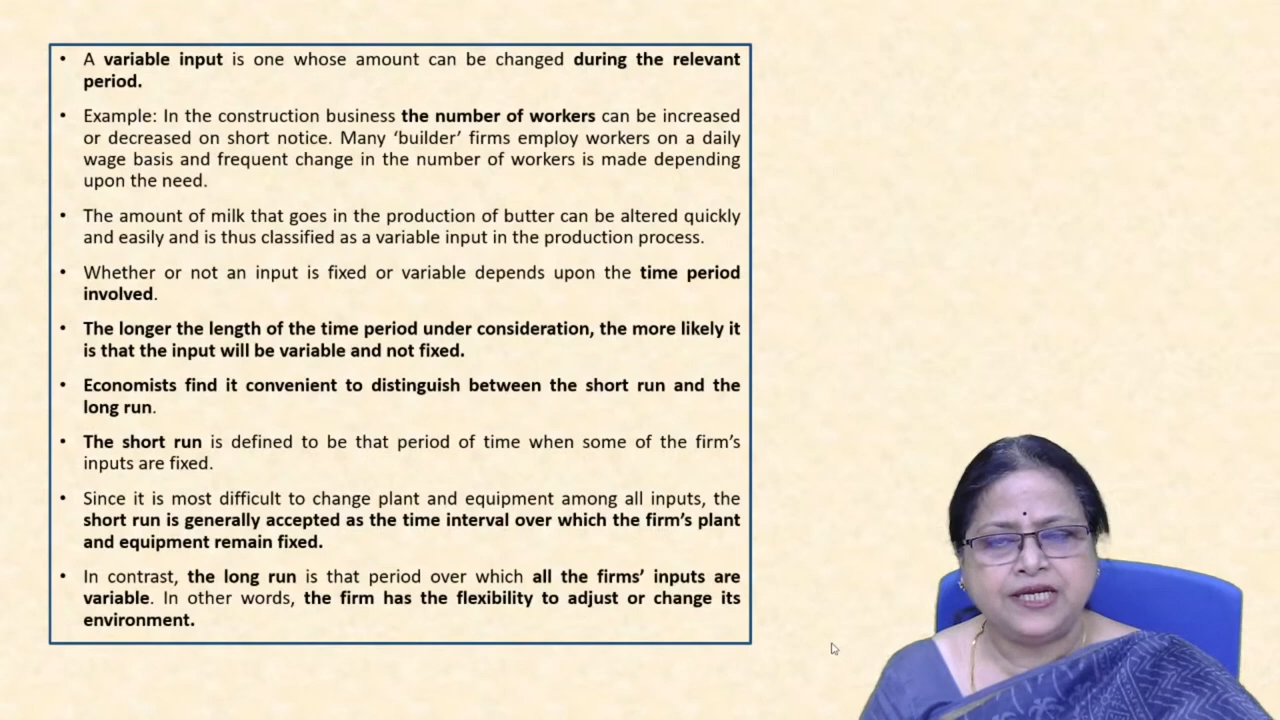 • A variable input is one whose amount can be changed during the relevant
period.
• Example: In the construction business the number of workers can be increased
or decreased on short notice. Many ‘builder’ firms employ workers on a daily
wage basis and frequent change in the number of workers is made depending
upon the need.
• The amount of milk that goes in the production of butter can be altered quickly
and easily and is thus classified as a variable input in the production process.
• Whether or not an input is fixed or variable depends upon the time period
involved.
• The longer the length of the time period under consideration, the more likely it
is that the input will be variable and not fixed.
• Economists find it convenient to distinguish between the short run and the
long run.
• The short run is defined to be that period of time when some of the firm’s
inputs are fixed.
• Since it is most difficult to change plant and equipment among all inputs, the
short run is generally accepted as the time interval over which the firm’s plant
and equipment remain fixed.
• In contrast, the long run is that period over which all the firms’ inputs are
variable. In other words, the firm has the flexibility to adjust or change its
environment.